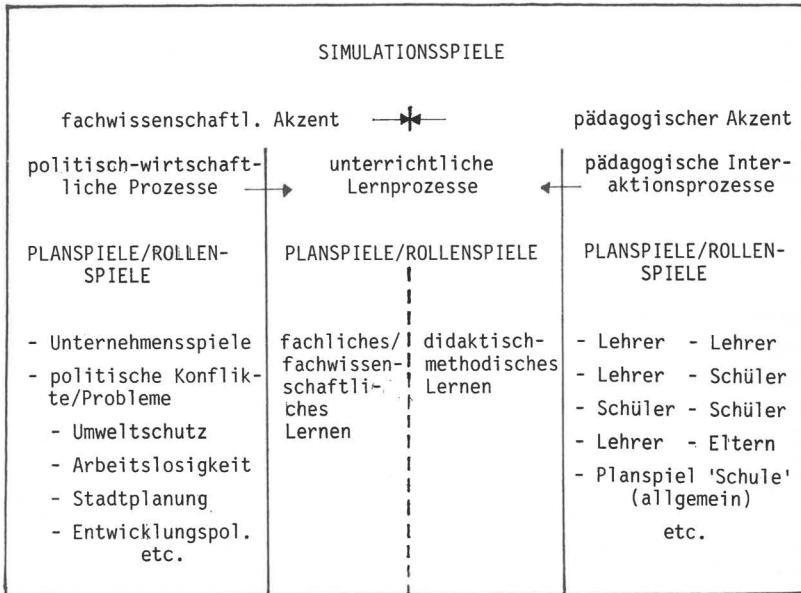 SIMULATIONSSPIELE
fachwissenschaftl. Akzent
pädagogischer Akzent
politisch-wirtschaft-
liche Prozesse
unterrichtliche
Lernprozesse
pädagogische Inter-
aktionsprozesse
PLANSPIELE/ROLLEN-
SPIELE
- Unternehmensspiele
- politische Konflik-
te/Probleme
- Umweltschutz
- Arbeitslosigkeit
- Stadtplanung
- Entwicklungspol.
etc.
PLANSPIELE/ROLLENSPIELE
fachliches/
fachwissen-
schaftli-
ches
Lernen
didaktisch-
methodisches
Lernen
PLANSPIELE/ROLLEN-
SPIELE
- Lehrer - Lehrer
- Lehrer - Schüler
- Schüler - Schüler
- Lehrer - Eltern
- Planspiel 'Schule'
(allgemein)
etc.